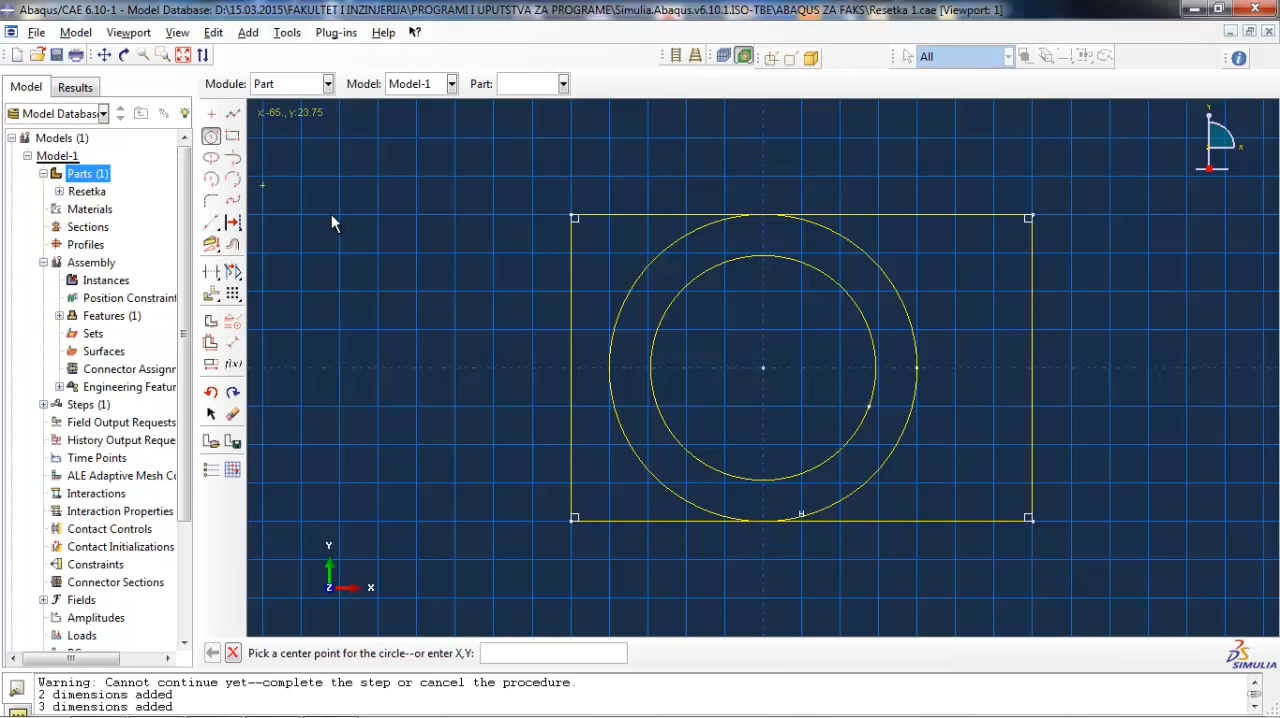 Abaqus/CAE 6.10-1 - Model Database: D:\15.03.2015\FAKULTET I INZINJERIJA\PROGRAMI I UPUTSTVA ZA PROGRAME\Simulia.Abaqus.v6.10.1.ISO-TBE\ABAQUS ZA FAKS\Resetka 1.cae [Viewport: 1]
File Model Viewport View Edit Add Tools Plug-ins Help
All
Model Results
Module: Part Model: Model-1 Part:
Model Databas
x:-65., y:23.75
Y
X
Models (1)
Model-1
Parts (1)
Resetka
Materials
Sections
Profiles
Assembly
Instances
Position Constraint
Features (1)
Sets
Surfaces
Connector Assignm
Engineering Featur
Steps (1)
Field Output Reques
History Output Reque
Time Points
ALE Adaptive Mesh Co
Interactions
Interaction Properties
Contact Controls
Contact Initializations
Constraints
Connector Sections
Fields
Amplitudes
Loads
f(x)
H
Y
Z X
Pick a center point for the circle--or enter X,Y:
SIMULIA
Warning: Cannot continue yet--complete the step or cancel the procedure.
2 dimensions added
3 dimensions added